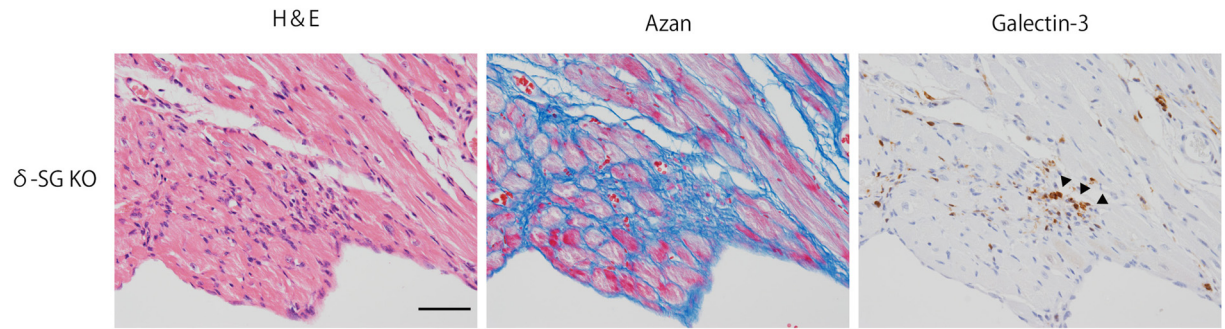 H & E
Azan
Galectin-3
δ-SG KO